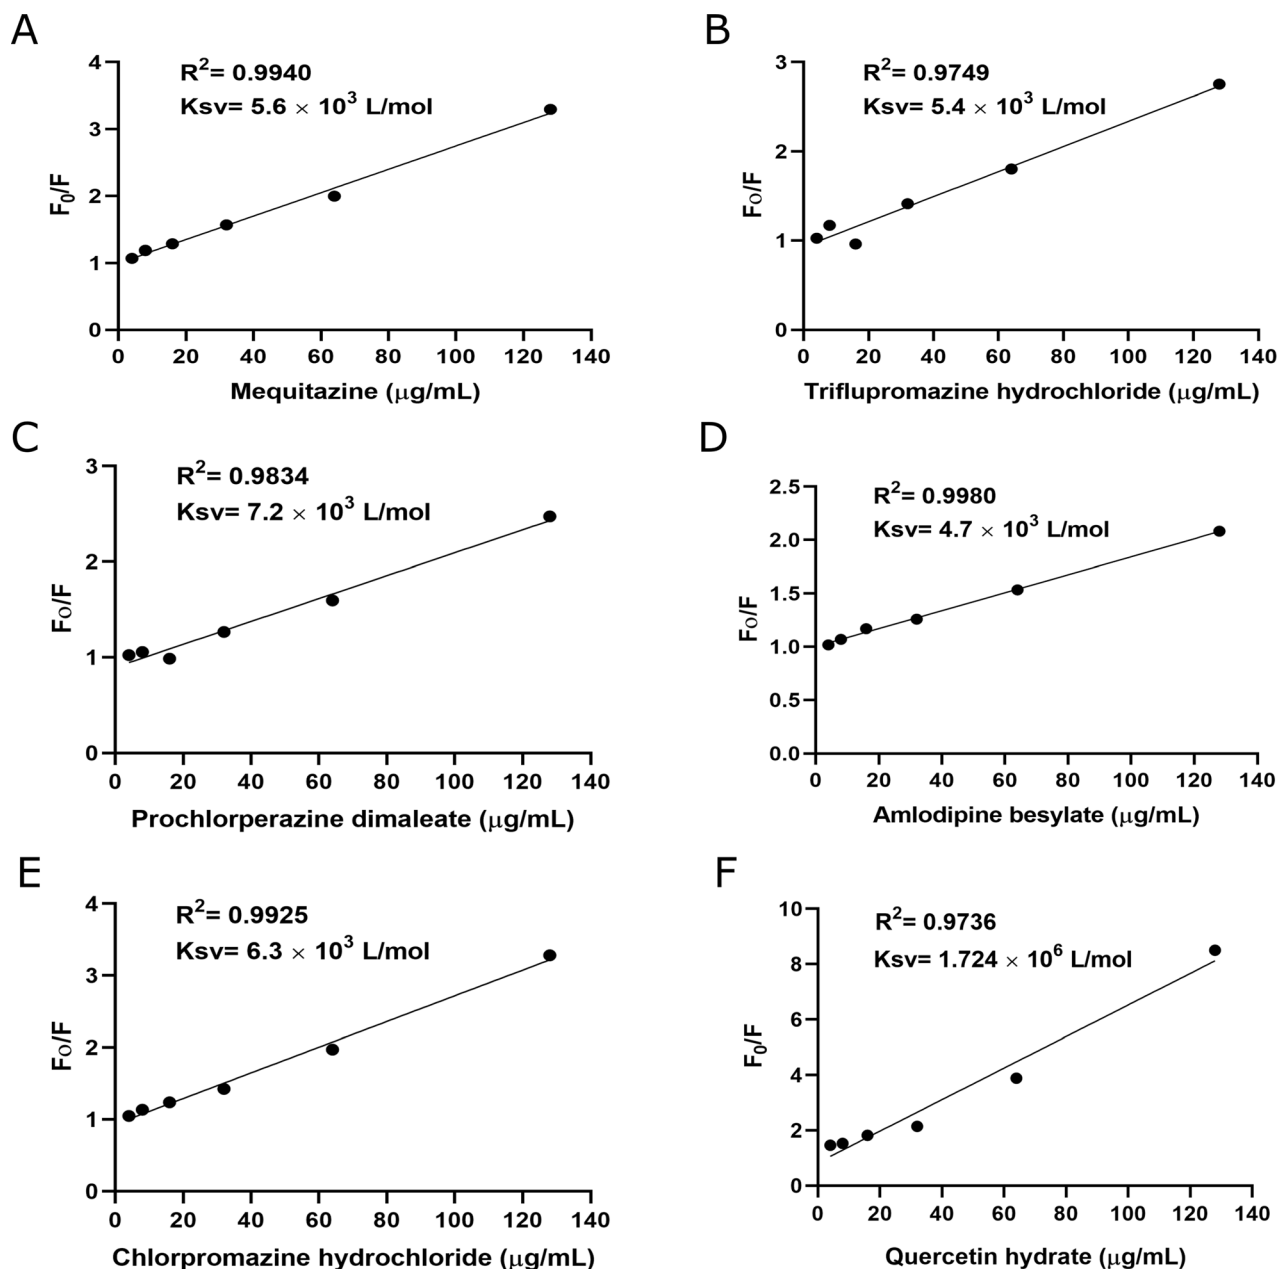 A
R²= 0.9940
Ksv= 5.6 × 10³ L/mol
F₀/F
4
3
2
1
0
0 20 40 60 80 100 120 140
Mequitazine (μg/mL)
B
R²= 0.9749
Ksv= 5.4 × 10³ L/mol
Fo/F
3
2
1
0
0 20 40 60 80 100 120 140
Triflupromazine hydrochloride (μg/mL)
C
R²= 0.9834
Ksv= 7.2 × 10³ L/mol
Fo/F
3
2
1
0
0 20 40 60 80 100 120 140
Prochlorperazine dimaleate (μg/mL)
D
R²= 0.9980
Ksv= 4.7 × 10³ L/mol
Fo/F
2.5
2.0
1.5
1.0
0.5
0.0
0 20 40 60 80 100 120 140
Amlodipine besylate (μg/mL)
E
R²= 0.9925
Ksv= 6.3 × 10³ L/mol
Fo/F
4
3
2
1
0
0 20 40 60 80 100 120 140
Chlorpromazine hydrochloride (μg/mL)
F
R²= 0.9736
Ksv= 1.724 × 10⁶ L/mol
F₀/F
10
8
6
4
2
0
0 20 40 60 80 100 120 140
Quercetin hydrate (μg/mL)